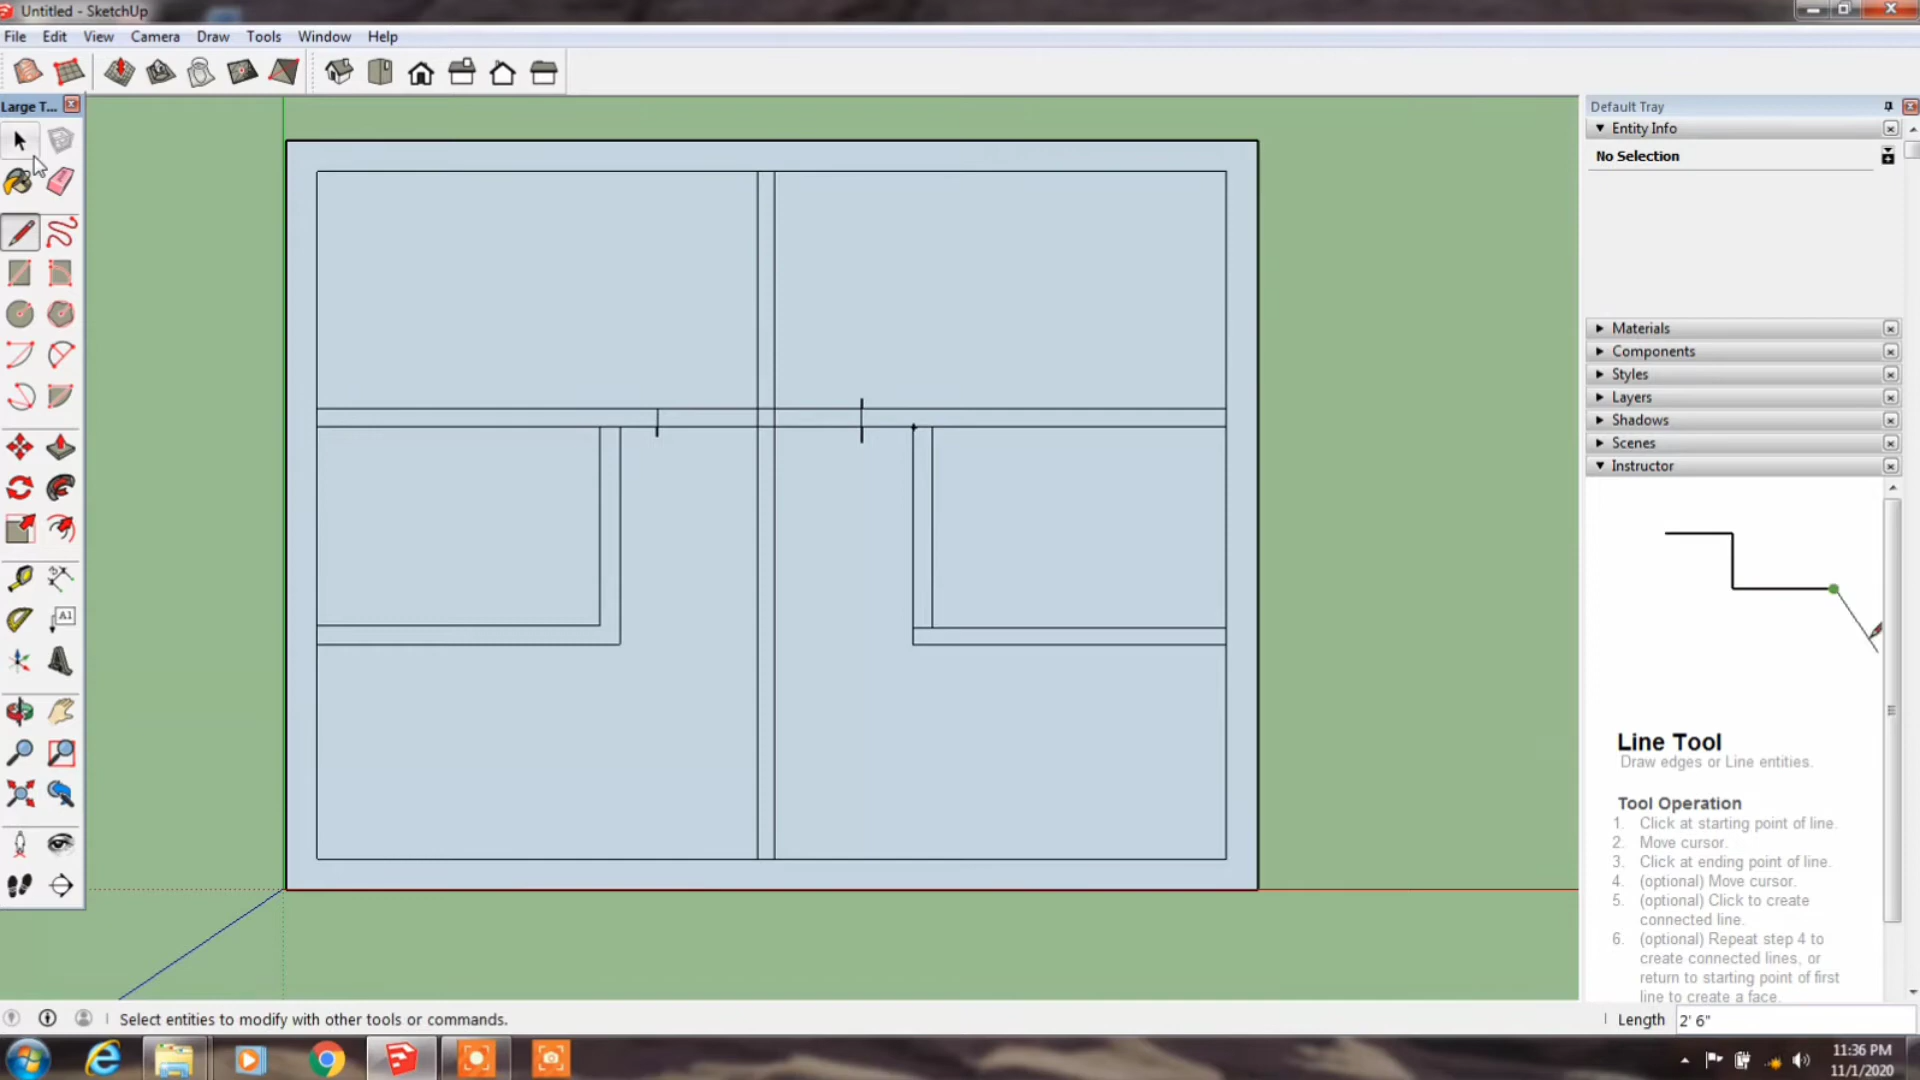 Untitled - SketchUp
File Edit View Camera Draw Tools Window Help
Large T...
Default Tray
Entity Info
No Selection
Materials
Components
Styles
Layers
Shadows
Scenes
Instructor
A1
Line Tool
Draw edges or Line entities.
Tool Operation
1. Click at starting point of line.
2. Move cursor.
3. Click at ending point of line.
4. (optional) Move cursor.
5. (optional) Click to create
connected line.
6. (optional) Repeat step 4 to
create connected lines, or
return to starting point of first
line to create a face.
Select entities to modify with other tools or commands.
Length 2' 6"
11:36 PM
11/1/2020